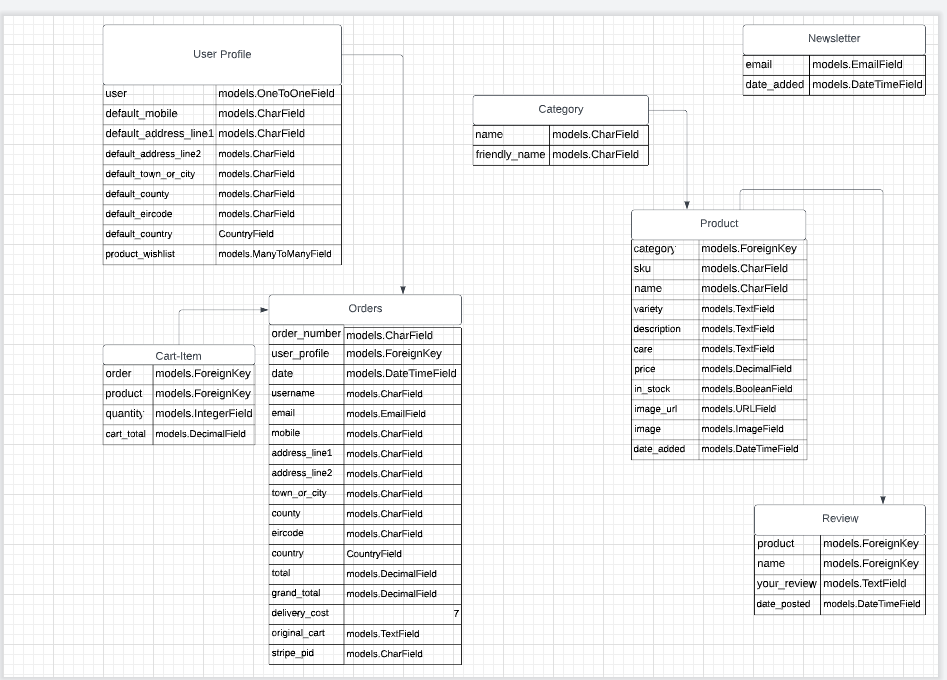 User Profile
user models.OneToOneField
default_mobile models.CharField
default_address_line1 models.CharField
default_address_line2 models.CharField
default_town_or_city models.CharField
default_county models.CharField
default_eircode models.CharField
default_country CountryField
product_wishlist models.ManyToManyField
Newsletter
email models.EmailField
date_added models.DateTimeField
Category
name models.CharField
friendly_name models.CharField
Product
category models.ForeignKey
sku models.CharField
name models.CharField
variety models.TextField
description models.TextField
care models.TextField
price models.DecimalField
in_stock models.BooleanField
image_url models.URLField
image models.ImageField
date_added models.DateTimeField
Cart-Item
order models.ForeignKey
product models.ForeignKey
quantity models.IntegerField
cart_total models.DecimalField
Orders
order_number models.CharField
user_profile models.ForeignKey
date models.DateTimeField
username models.CharField
email models.EmailField
mobile models.CharField
address_line1 models.CharField
address_line2 models.CharField
town_or_city models.CharField
county models.CharField
eircode models.CharField
country CountryField
total models.DecimalField
grand_total models.DecimalField
delivery_cost 7
original_cart models.TextField
stripe_pid models.CharField
Review
product models.ForeignKey
name models.ForeignKey
your_review models.TextField
date_posted models.DateTimeField